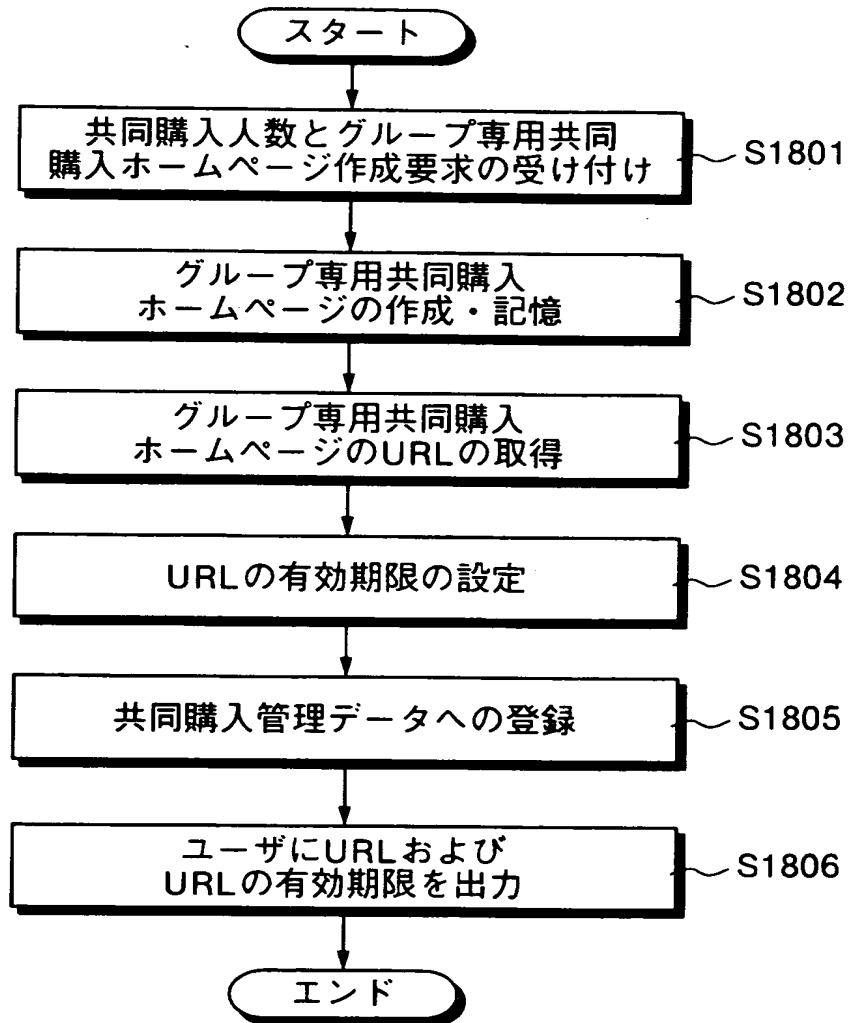 スタート
共同購入人数とグループ専用共同
購入ホームページ作成要求の受け付け
S1801
グループ専用共同購入
ホームページの作成・記憶
S1802
グループ専用共同購入
ホームページのURLの取得
S1803
URLの有効期限の設定
S1804
共同購入管理データへの登録
S1805
ユーザにURLおよび
URLの有効期限を出力
S1806
エンド